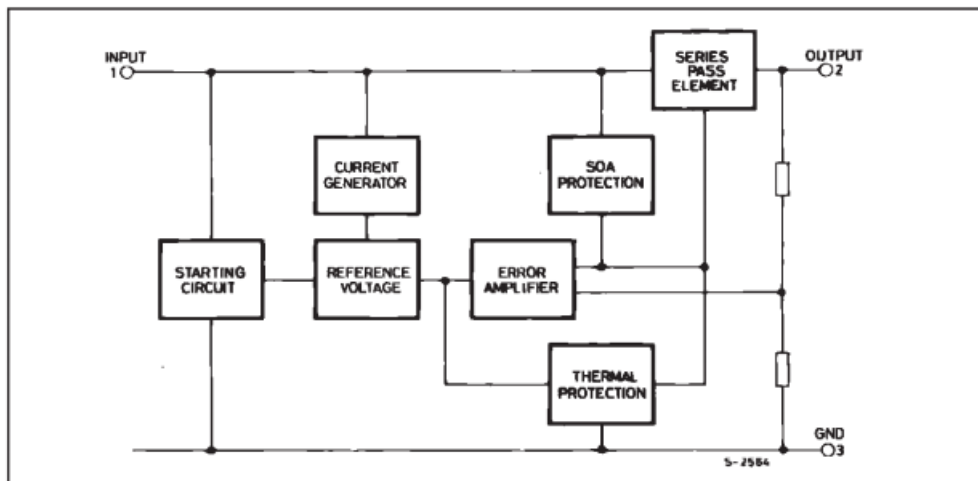 INPUT
1
SERIES
PASS
ELEMENT
OUTPUT
2
CURRENT
GENERATOR
SOA
PROTECTION
STARTING
CIRCUIT
REFERENCE
VOLTAGE
ERROR
AMPLIFIER
THERMAL
PROTECTION
GND
3
S-2564